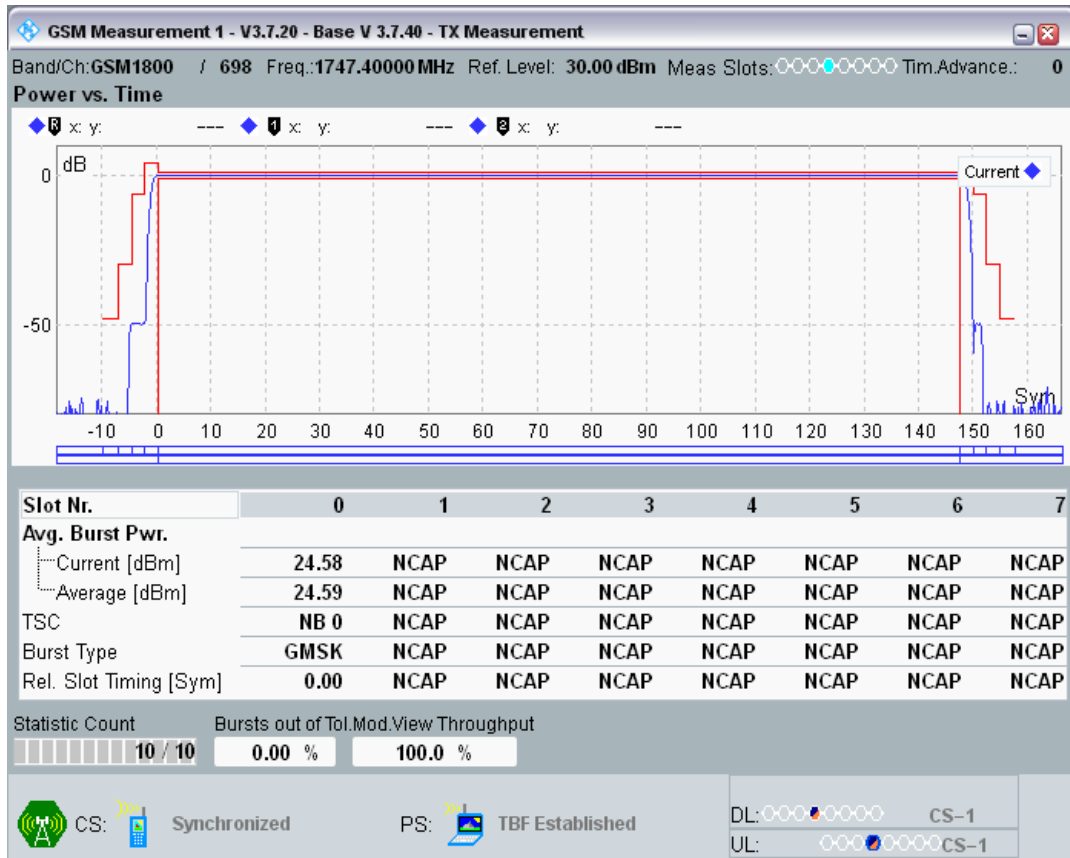 GSM Measurement 1 - V3.7.20 - Base V 3.7.40 - TX Measurement
Band/Ch:GSM1800 / 698 Freq.:1747.40000 MHz Ref. Level: 30.00 dBm Meas Slots: Tim.Advance.: 0
Power vs. Time
R x: y: --- 1 x: y: --- 2 x: y: ---
dB
Current
0
-50
Sym
-10 0 10 20 30 40 50 60 70 80 90 100 110 120 130 140 150 160
Slot Nr. 0 1 2 3 4 5 6 7
Avg. Burst Pwr.
Current [dBm] 24.58 NCAP NCAP NCAP NCAP NCAP NCAP NCAP
Average [dBm] 24.59 NCAP NCAP NCAP NCAP NCAP NCAP NCAP
TSC NB 0 NCAP NCAP NCAP NCAP NCAP NCAP NCAP
Burst Type GMSK NCAP NCAP NCAP NCAP NCAP NCAP NCAP
Rel. Slot Timing [Sym] 0.00 NCAP NCAP NCAP NCAP NCAP NCAP NCAP
Statistic Count Bursts out of Tol. Mod.View Throughput
10 / 10 0.00 % 100.0 %
CS: Synchronized PS: TBF Established
DL: CS-1
UL: CS-1